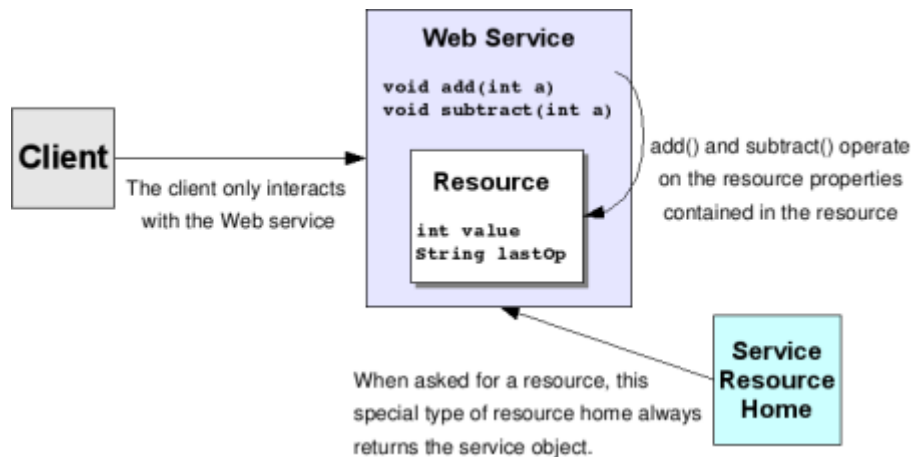 Web Service
void add(int a)
void subtract(int a)
Client
The client only interacts
with the Web service
Resource
int value
String lastOp
add() and subtract() operate
on the resource properties
contained in the resource
Service
Resource
Home
When asked for a resource, this
special type of resource home always
returns the service object.